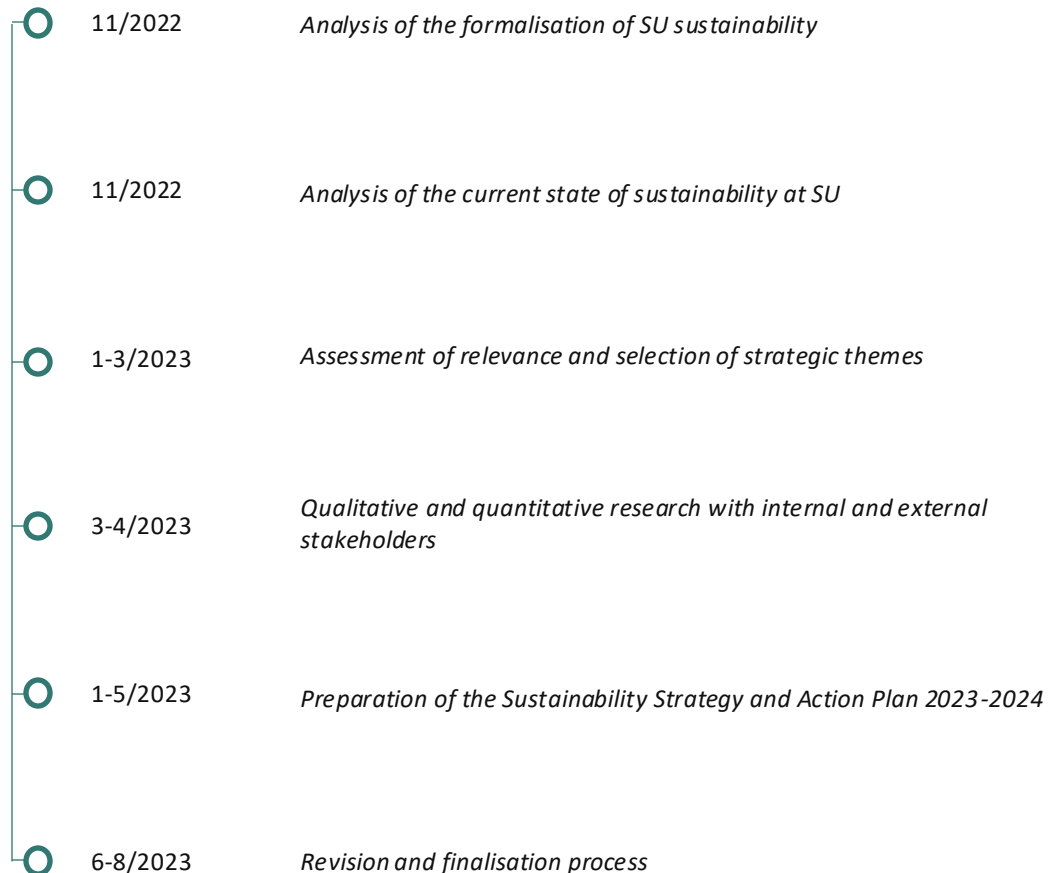 11/2022 Analysis of the formalisation of SU sustainability
11/2022 Analysis of the current state of sustainability at SU
1-3/2023 Assessment of relevance and selection of strategic themes
3-4/2023 Qualitative and quantitative research with internal and external
stakeholders
1-5/2023 Preparation of the Sustainability Strategy and Action Plan 2023-2024
6-8/2023 Revision and finalisation process